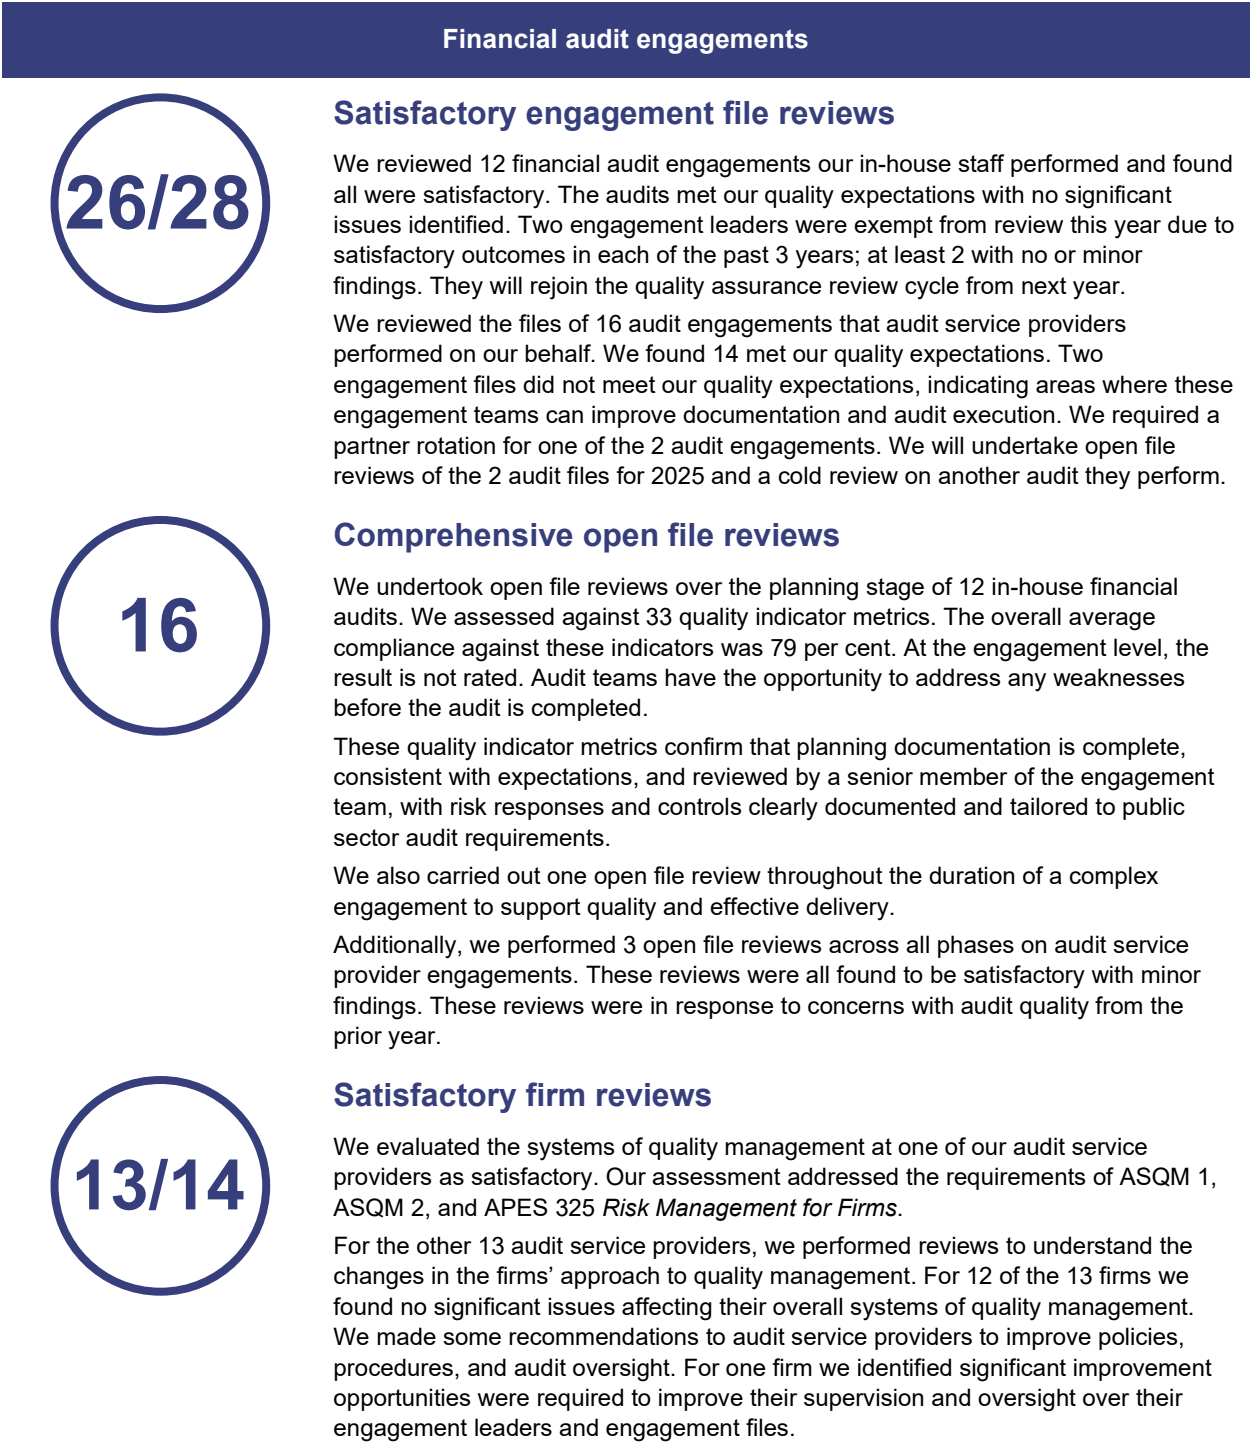 Financial audit engagements
26/28
Satisfactory engagement file reviews
We reviewed 12 financial audit engagements our in-house staff performed and found
all were satisfactory. The audits met our quality expectations with no significant
issues identified. Two engagement leaders were exempt from review this year due to
satisfactory outcomes in each of the past 3 years; at least 2 with no or minor
findings. They will rejoin the quality assurance review cycle from next year.
We reviewed the files of 16 audit engagements that audit service providers
performed on our behalf. We found 14 met our quality expectations. Two
engagement files did not meet our quality expectations, indicating areas where these
engagement teams can improve documentation and audit execution. We required a
partner rotation for one of the 2 audit engagements. We will undertake open file
reviews of the 2 audit files for 2025 and a cold review on another audit they perform.
16
Comprehensive open file reviews
We undertook open file reviews over the planning stage of 12 in-house financial
audits. We assessed against 33 quality indicator metrics. The overall average
compliance against these indicators was 79 per cent. At the engagement level, the
result is not rated. Audit teams have the opportunity to address any weaknesses
before the audit is completed.
These quality indicator metrics confirm that planning documentation is complete,
consistent with expectations, and reviewed by a senior member of the engagement
team, with risk responses and controls clearly documented and tailored to public
sector audit requirements.
We also carried out one open file review throughout the duration of a complex
engagement to support quality and effective delivery.
Additionally, we performed 3 open file reviews across all phases on audit service
provider engagements. These reviews were all found to be satisfactory with minor
findings. These reviews were in response to concerns with audit quality from the
prior year.
13/14
Satisfactory firm reviews
We evaluated the systems of quality management at one of our audit service
providers as satisfactory. Our assessment addressed the requirements of ASQM 1,
ASQM 2, and APES 325 Risk Management for Firms.
For the other 13 audit service providers, we performed reviews to understand the
changes in the firms’ approach to quality management. For 12 of the 13 firms we
found no significant issues affecting their overall systems of quality management.
We made some recommendations to audit service providers to improve policies,
procedures, and audit oversight. For one firm we identified significant improvement
opportunities were required to improve their supervision and oversight over their
engagement leaders and engagement files.